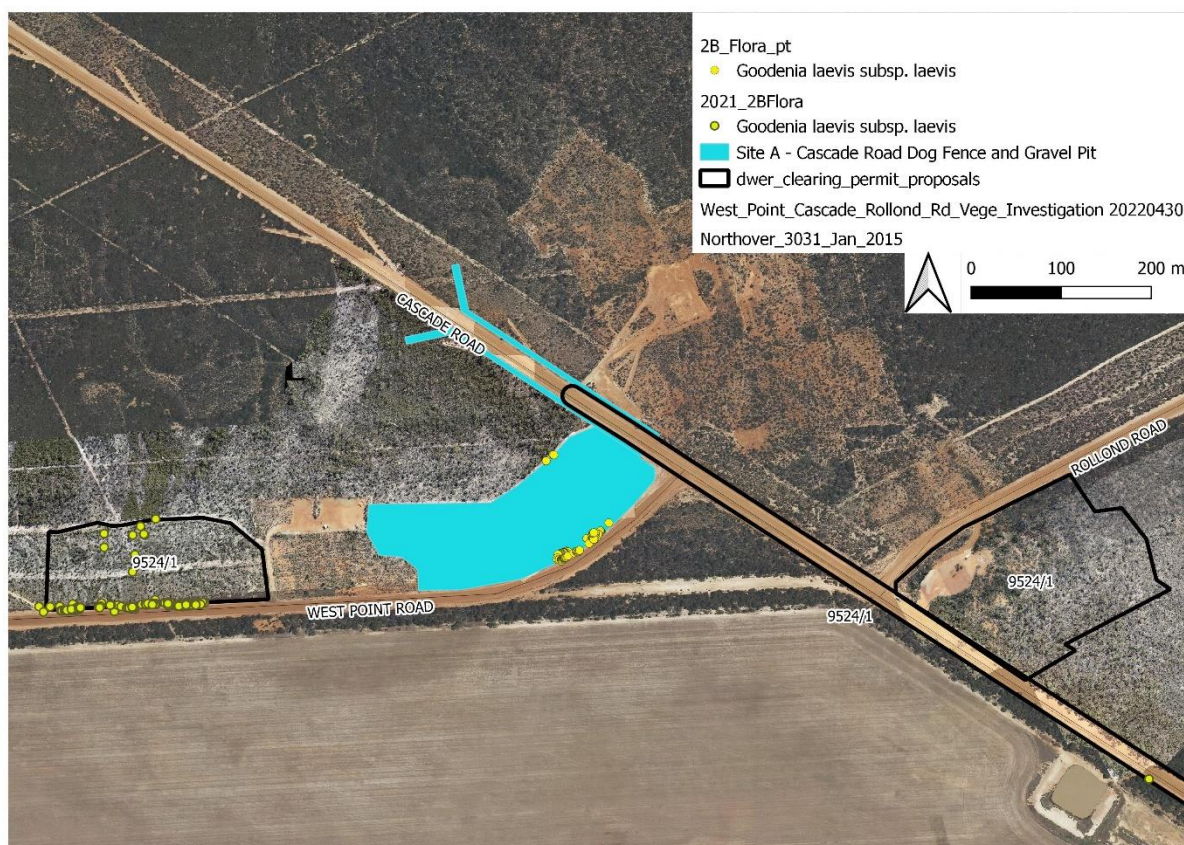 2B_Flora_pt
Goodenia laevis subsp. laevis
2021_2BFlora
Goodenia laevis subsp. laevis
Site A - Cascade Road Dog Fence and Gravel Pit
dwer_clearing_permit_proposals
West_Point_Cascade_Rollond_Rd_Vege_Investigation 20220430
Northover_3031_Jan_2015
0 100 200 m
CASCADE ROAD
ROLLOND ROAD
9524/1
9524/1
WEST POINT ROAD
9524/1